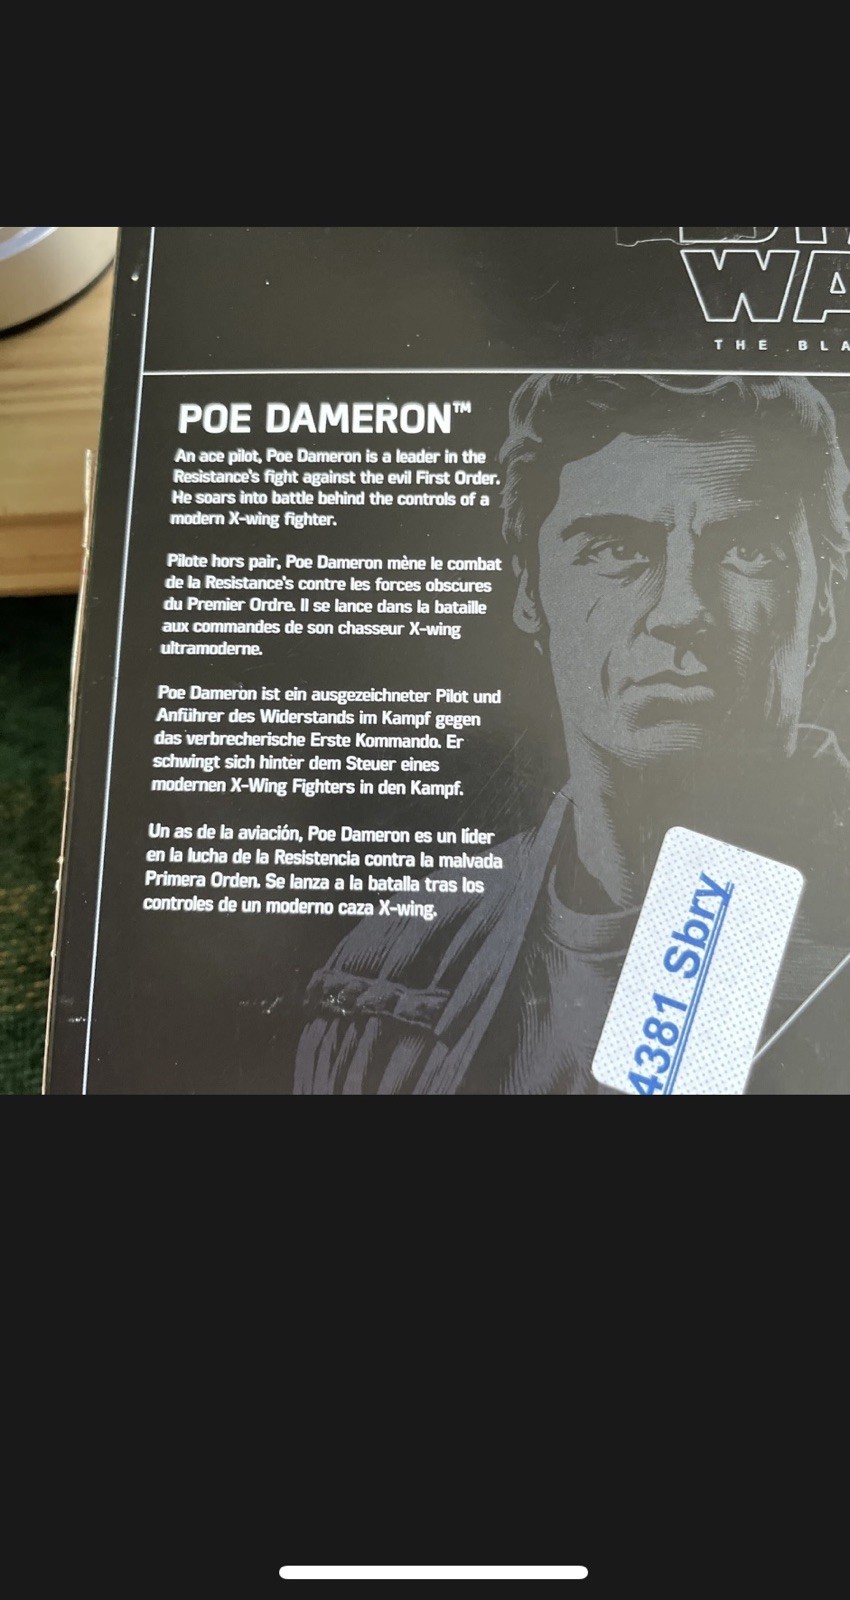 WA
THE BLA
POE DAMERON™
An ace pilot, Poe Dameron is a leader in the
Resistance's fight against the evil First Order.
He soars into battle behind the controls of a
modern X-wing fighter.
Pilote hors pair, Poe Dameron mène le combat
de la Resistance's contre les forces obscures
du Premier Ordre. Il se lance dans la bataille
aux commandes de son chasseur X-wing
ultramoderne.
Poe Dameron ist ein ausgezeichneter Pilot und
Anführer des Widerstands im Kampf gegen
das verbrecherische Erste Kommando. Er
schwingt sich hinter dem Steuer eines
modernen X-Wing Fighters in den Kampf.
Un as de la aviación, Poe Dameron es un líder
en la lucha de la Resistencia contra la malvada
Primera Orden. Se lanza a la batalla tras los
controles de un moderno caza X-wing.
4381 Sbry